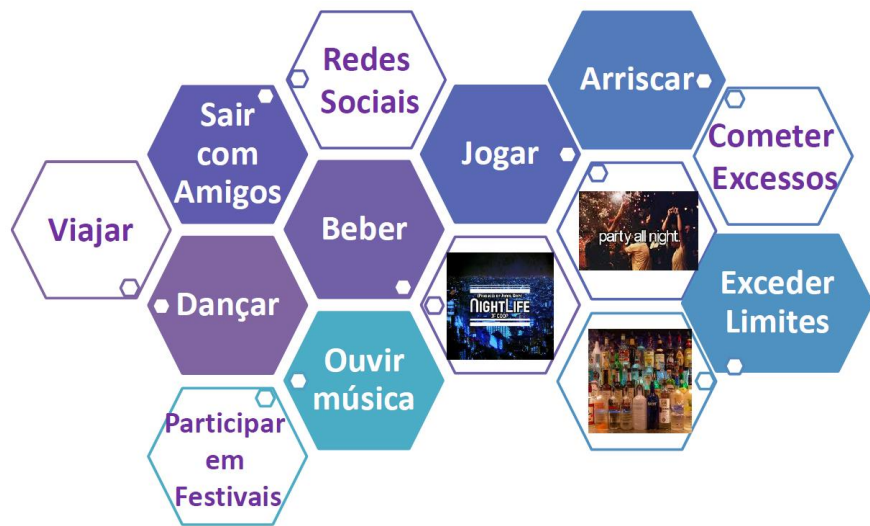 Redes
Sociais
Arriscar
Sair
com
Amigos
Jogar
Cometer
Excessos
Viajar
Beber
party all night.
Dançar
NIGHTLIFE
Exceder
Limites
Ouvir
música
Participar
em
Festivais